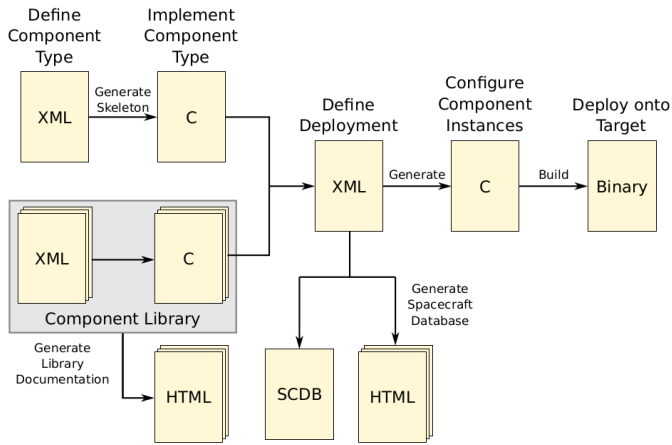 Define
Component
Type
Implement
Component
Type
XML
Generate
Skeleton
C
Define
Deployment
Configure
Component
Instances
Deploy onto
Target
XML
Generate
C
Build
Binary
XML
C
Component Library
Generate
Library
Documentation
HTML
Generate
Spacecraft
Database
SCDB
HTML